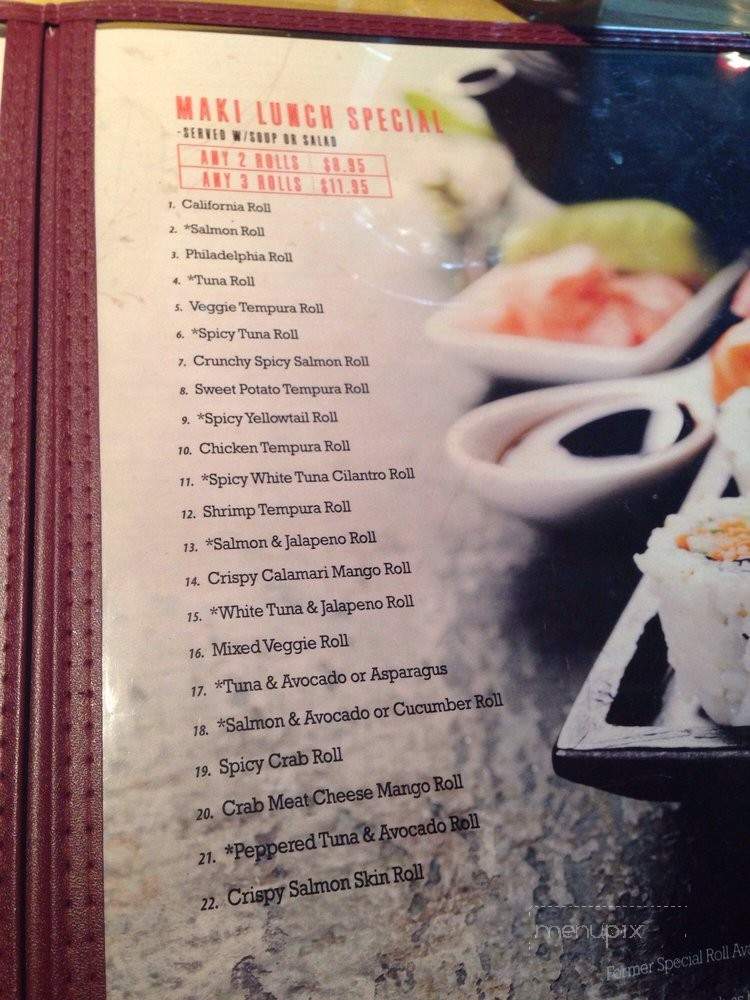 MAKI LUNCH SPECIAL
-SERVED W/SOUP OR SALAD
ANY 2 ROLLS $8.95
ANY 3 ROLLS $11.95
1. California Roll
2. *Salmon Roll
3. Philadelphia Roll
4. *Tuna Roll
5. Veggie Tempura Roll
6. *Spicy Tuna Roll
7. Crunchy Spicy Salmon Roll
8. Sweet Potato Tempura Roll
9. *Spicy Yellowtail Roll
10. Chicken Tempura Roll
11. *Spicy White Tuna Cilantro Roll
12. Shrimp Tempura Roll
13. *Salmon & Jalapeno Roll
14. Crispy Calamari Mango Roll
15. *White Tuna & Jalapeno Roll
16. Mixed Veggie Roll
17. *Tuna & Avocado or Asparagus
18. *Salmon & Avocado or Cucumber Roll
19. Spicy Crab Roll
20. Crab Meat Cheese Mango Roll
21. *Peppered Tuna & Avocado Roll
22. Crispy Salmon Skin Roll
menupix
Former Special Roll Ava